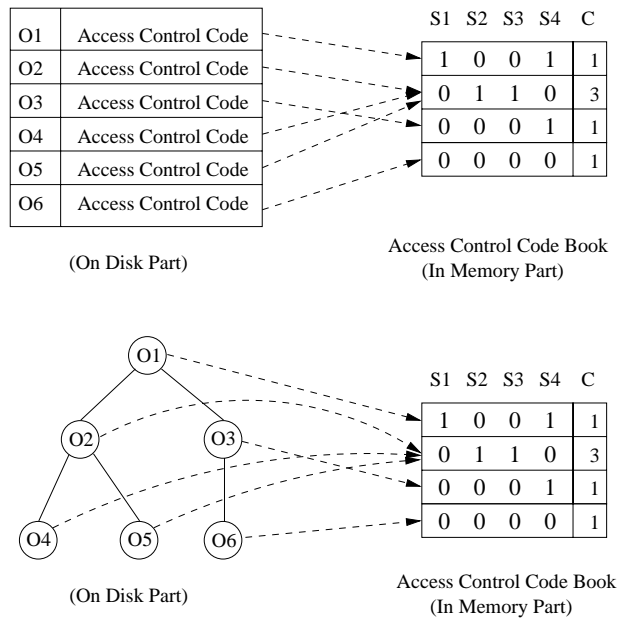 S1 S2 S3 S4 C
O1 Access Control Code
O2 Access Control Code
O3 Access Control Code
O4 Access Control Code
O5 Access Control Code
O6 Access Control Code
1 0 0 1 1
0 1 1 0 3
0 0 0 1 1
0 0 0 0 1
(On Disk Part)
Access Control Code Book
(In Memory Part)
O1
O2 O3
O4 O5 O6
S1 S2 S3 S4 C
1 0 0 1 1
0 1 1 0 3
0 0 0 1 1
0 0 0 0 1
(On Disk Part)
Access Control Code Book
(In Memory Part)